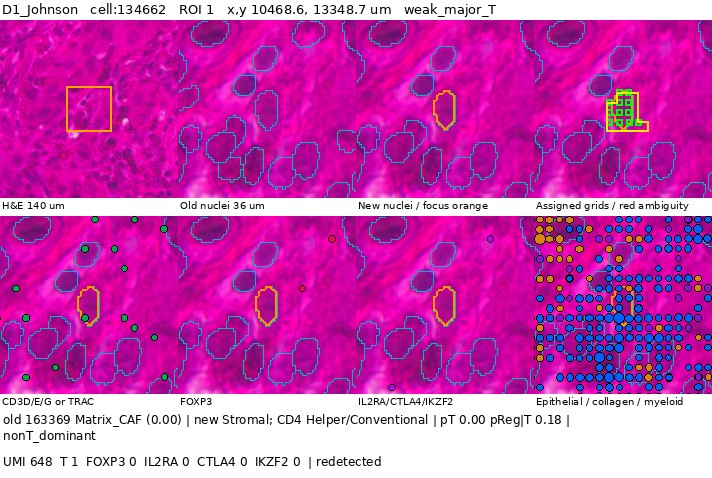 D1_Johnson cell:134662 ROI 1 x,y 10468.6, 13348.7 um weak_major_T
H&E 140 um
Old nuclei 36 um
New nuclei / focus orange
Assigned grids / red ambiguity
CD3D/E/G or TRAC
FOXP3
IL2RA/CTLA4/IKZF2
Epithelial / collagen / myeloid
old 163369 Matrix_CAF (0.00) | new Stromal; CD4 Helper/Conventional | pT 0.00 pReg|T 0.18 |
nonT_dominant
UMI 648 T 1 FOXP3 0 IL2RA 0 CTLA4 0 IKZF2 0 | redetected